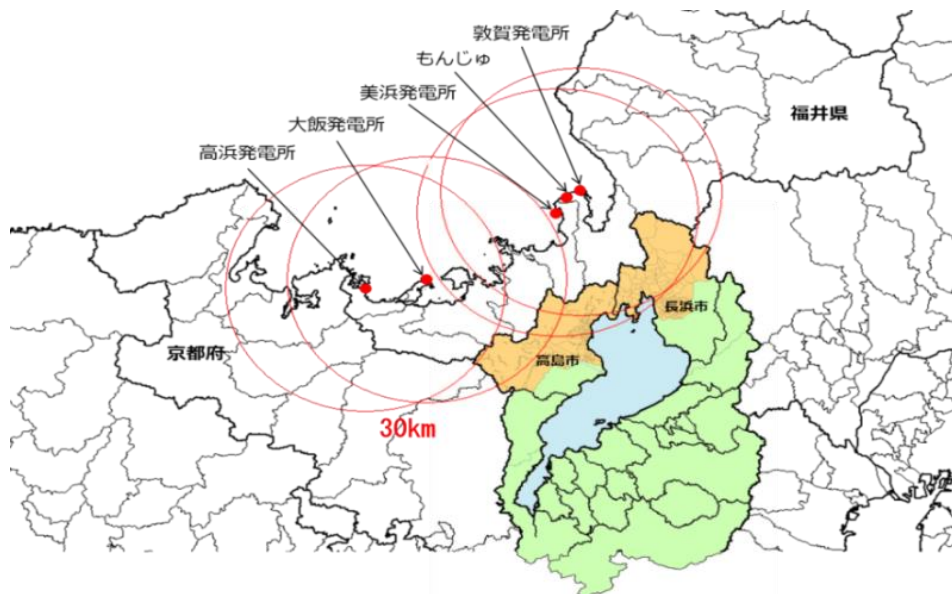 敦賀発電所
もんじゅ
美浜発電所
大飯発電所
高浜発電所
福井県
長浜市
高島市
京都府
30km